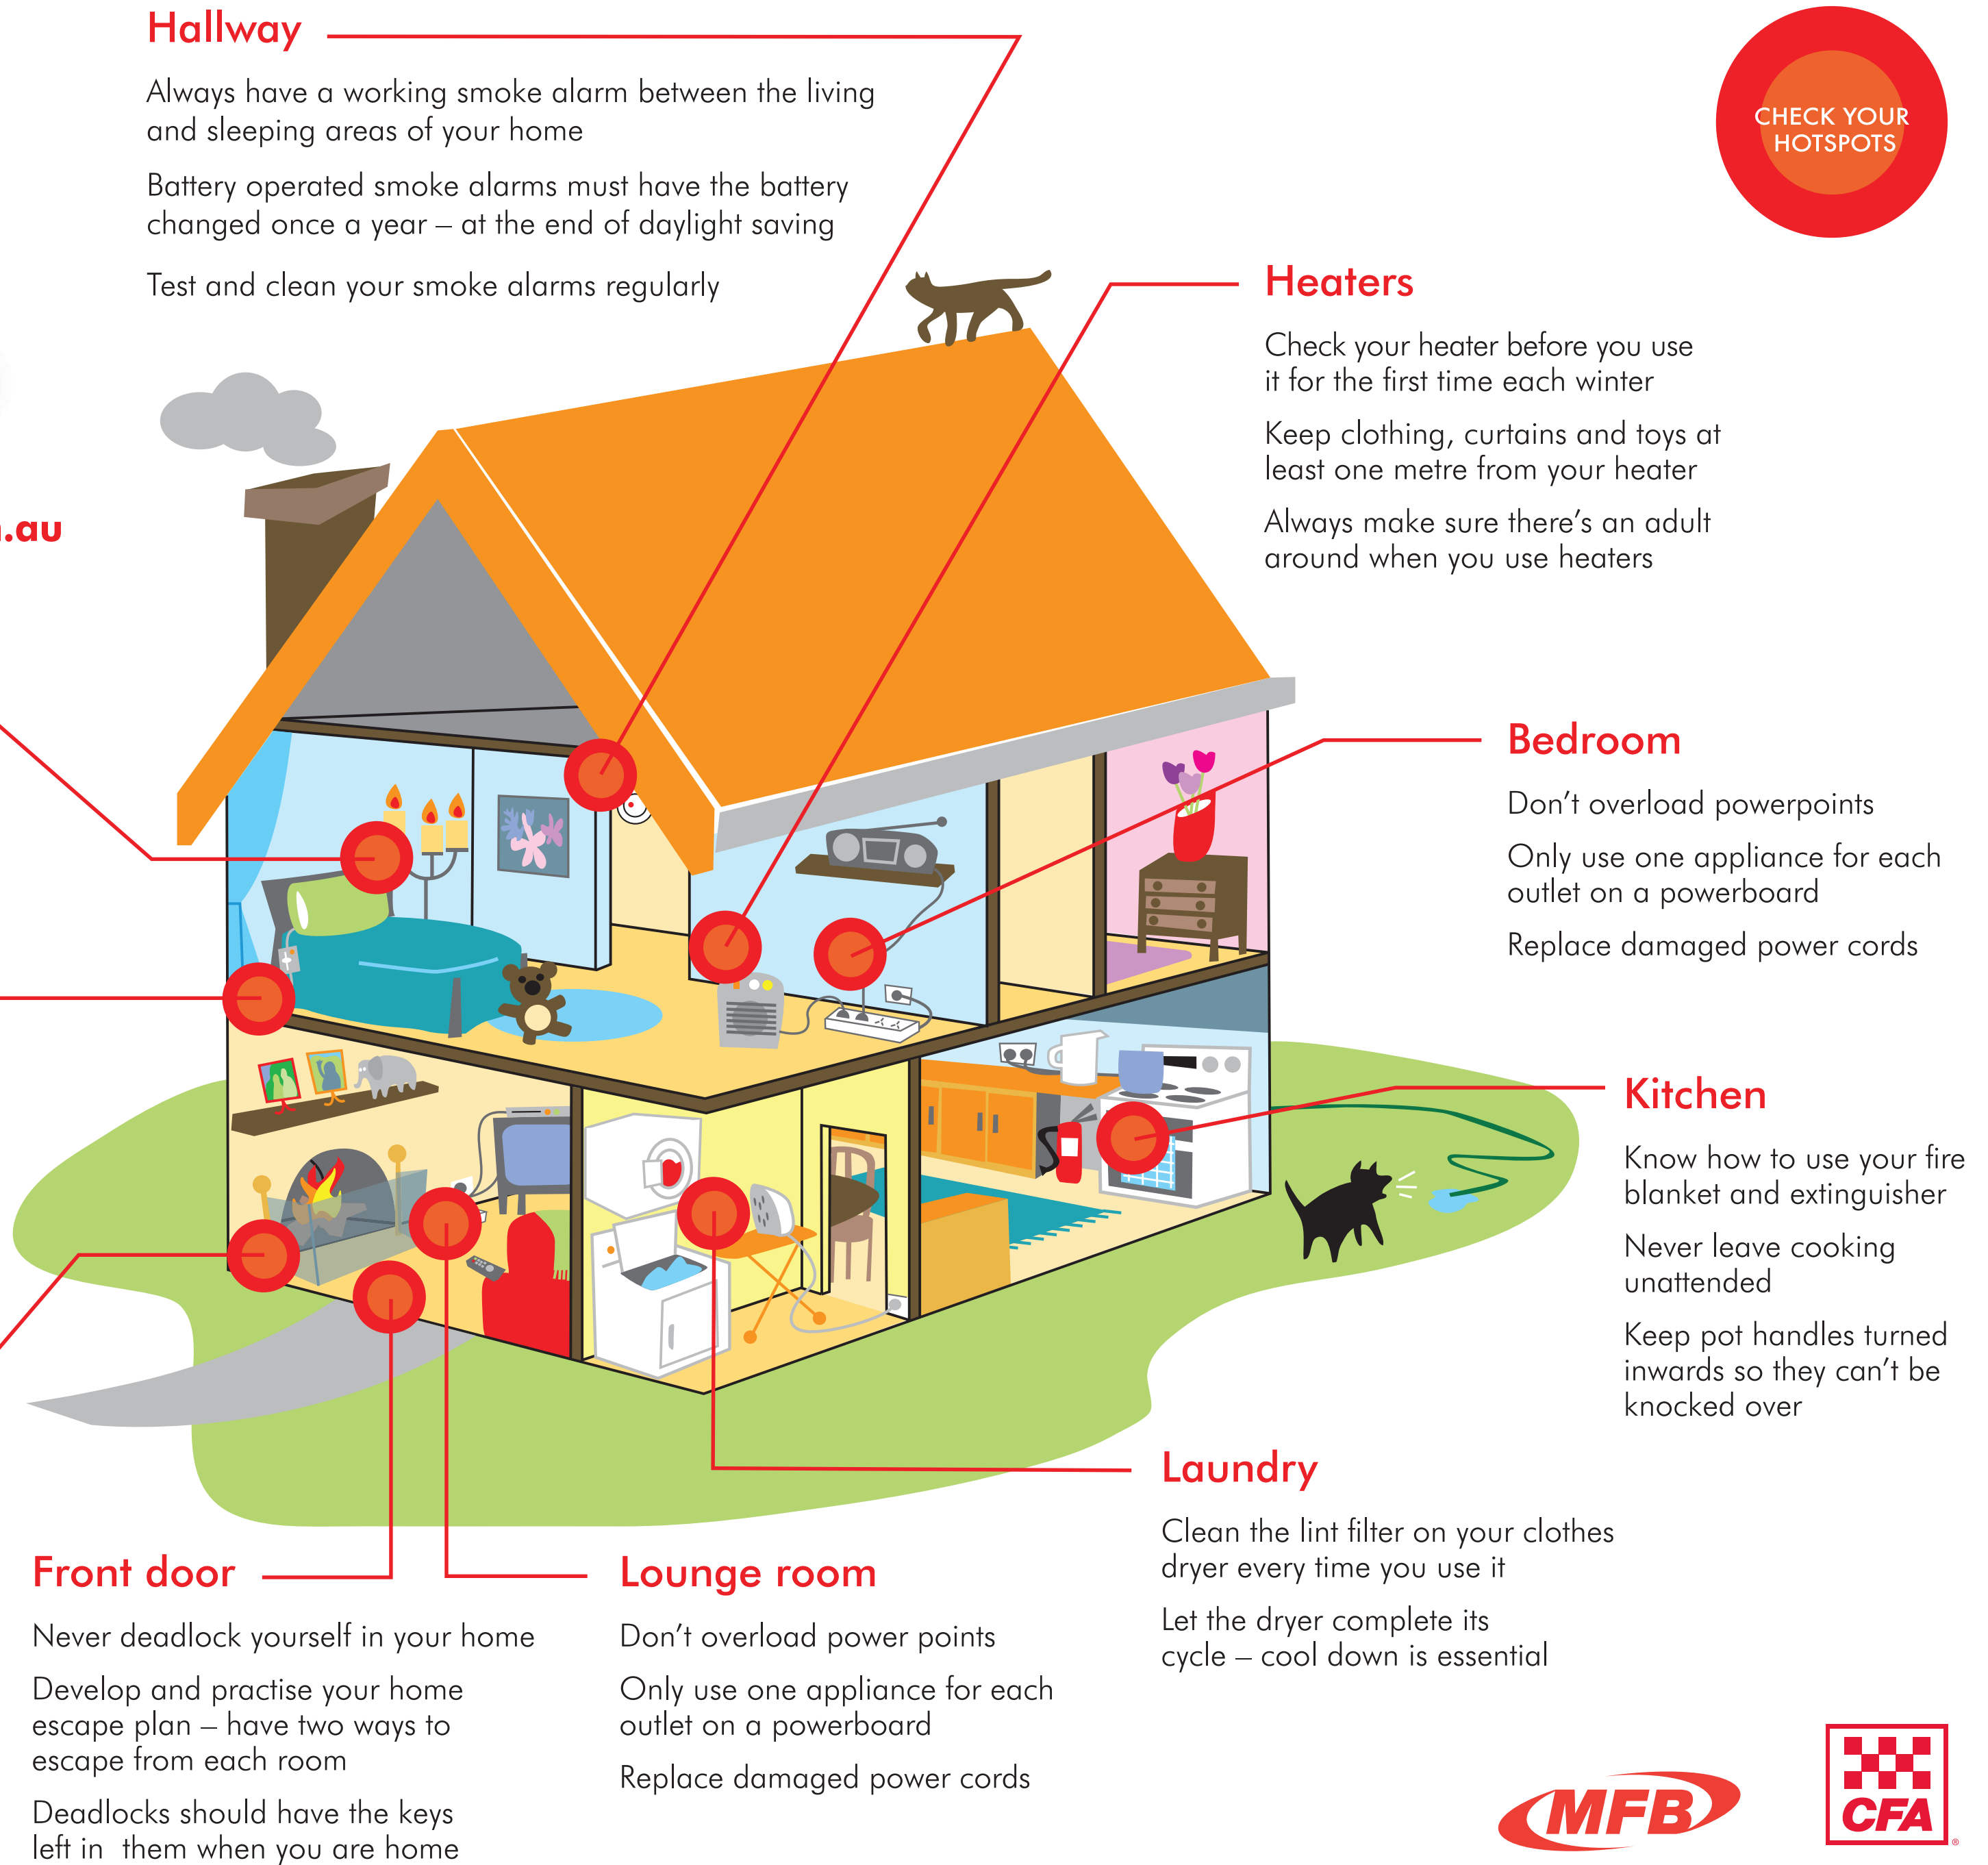 Hallway
Always have a working smoke alarm between the living
and sleeping areas of your home
Battery operated smoke alarms must have the battery
changed once a year – at the end of daylight saving
Test and clean your smoke alarms regularly
CHECK YOUR
HOTSPOTS
Heaters
Check your heater before you use
it for the first time each winter
Keep clothing, curtains and toys at
least one metre from your heater
Always make sure there’s an adult
around when you use heaters
.au
Bedroom
Don’t overload powerpoints
Only use one appliance for each
outlet on a powerboard
Replace damaged power cords
Kitchen
Know how to use your fire
blanket and extinguisher
Never leave cooking
unattended
Keep pot handles turned
inwards so they can’t be
knocked over
Laundry
Clean the lint filter on your clothes
dryer every time you use it
Let the dryer complete its
cycle – cool down is essential
Front door
Never deadlock yourself in your home
Develop and practise your home
escape plan – have two ways to
escape from each room
Deadlocks should have the keys
left in  them when you are home
Lounge room
Don’t overload power points
Only use one appliance for each
outlet on a powerboard
Replace damaged power cords
MFB
CFA
®